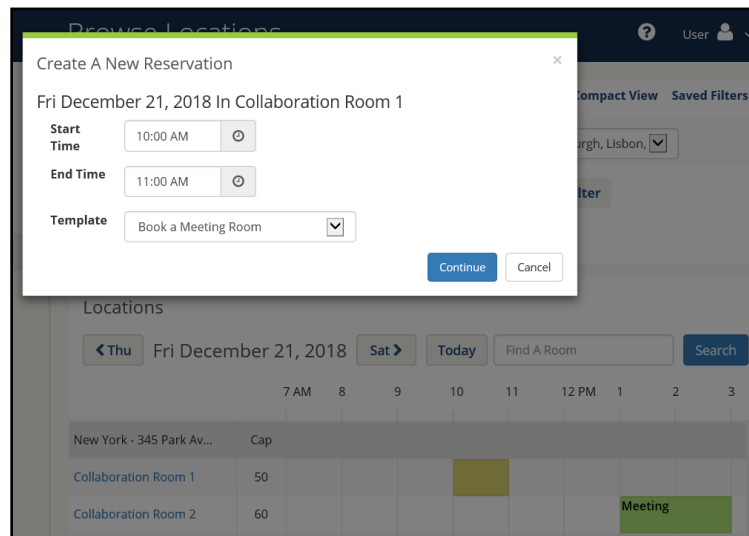 Browse Locations
User
Create A New Reservation
×
Compact View Saved Filters
Fri December 21, 2018 In Collaboration Room 1
Start
Time
10:00 AM
urgh, Lisbon,
End Time
11:00 AM
lter
Template
Book a Meeting Room
Continue
Cancel
Locations
Thu
Fri December 21, 2018
Sat
Today
Find A Room
Search
7 AM 8 9 10 11 12 PM 1 2 3
New York - 345 Park Av... Cap
Collaboration Room 1 50
Collaboration Room 2 60
Meeting